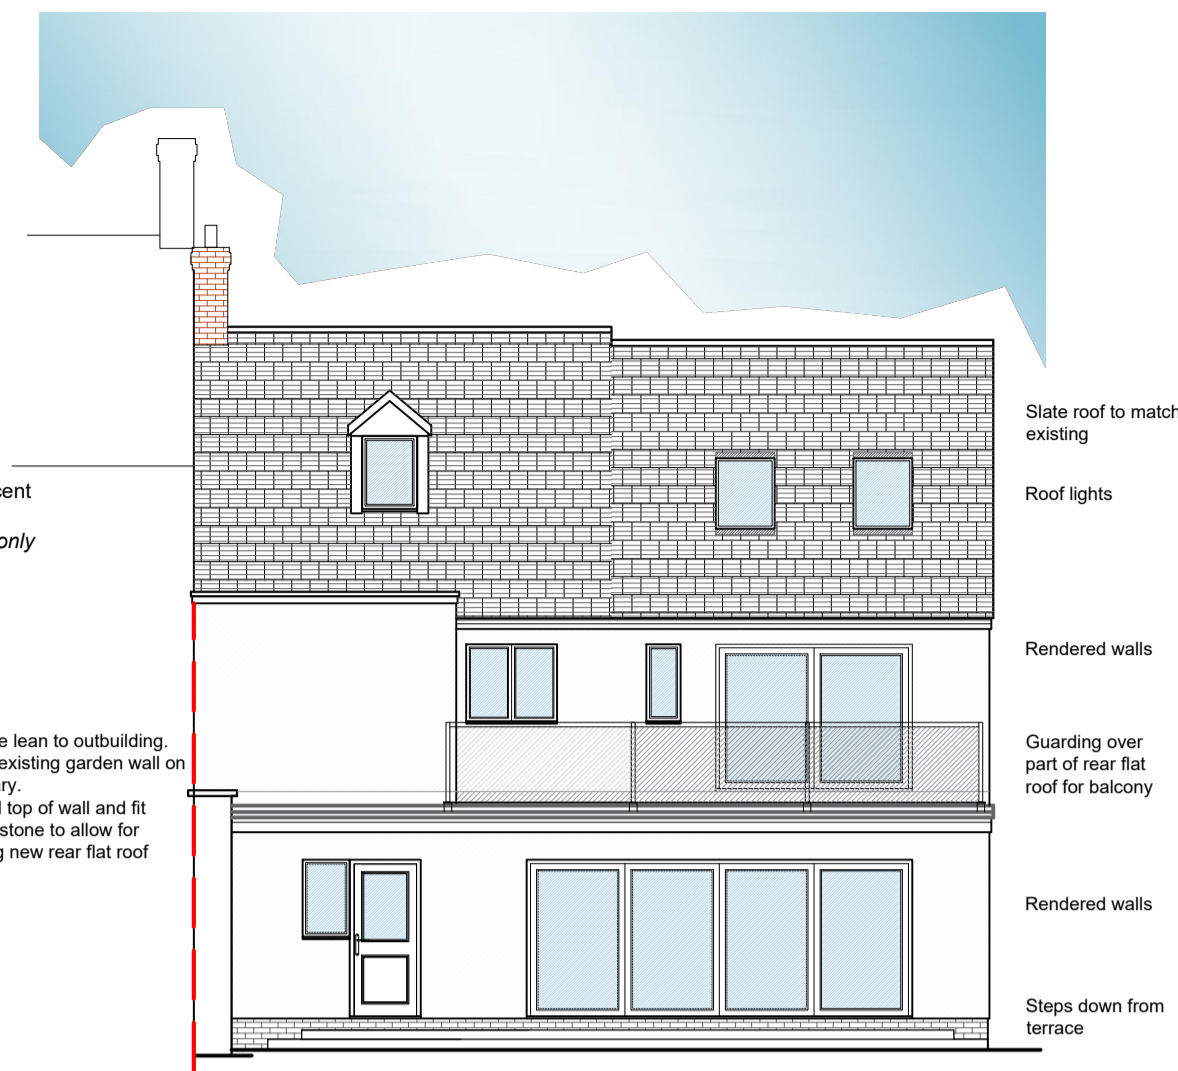 Slate roof to match
existing
Roof lights
only
Rendered walls
e lean to outbuilding.
existing garden wall on
top of wall and fit
stone to allow for
new rear flat roof
Guarding over
part of rear flat
roof for balcony
Rendered walls
Steps down from
terrace